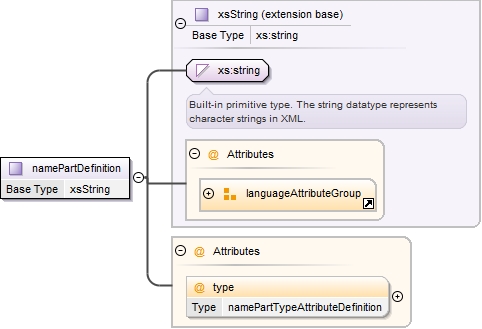 xsString (extension base)
Base Type xs:string
xs:string
Built-in primitive type. The string datatype represents
character strings in XML.
@ Attributes
languageAttributeGroup
namePartDefinition
Base Type xsString
@ Attributes
@ type
Type namePartTypeAttributeDefinition